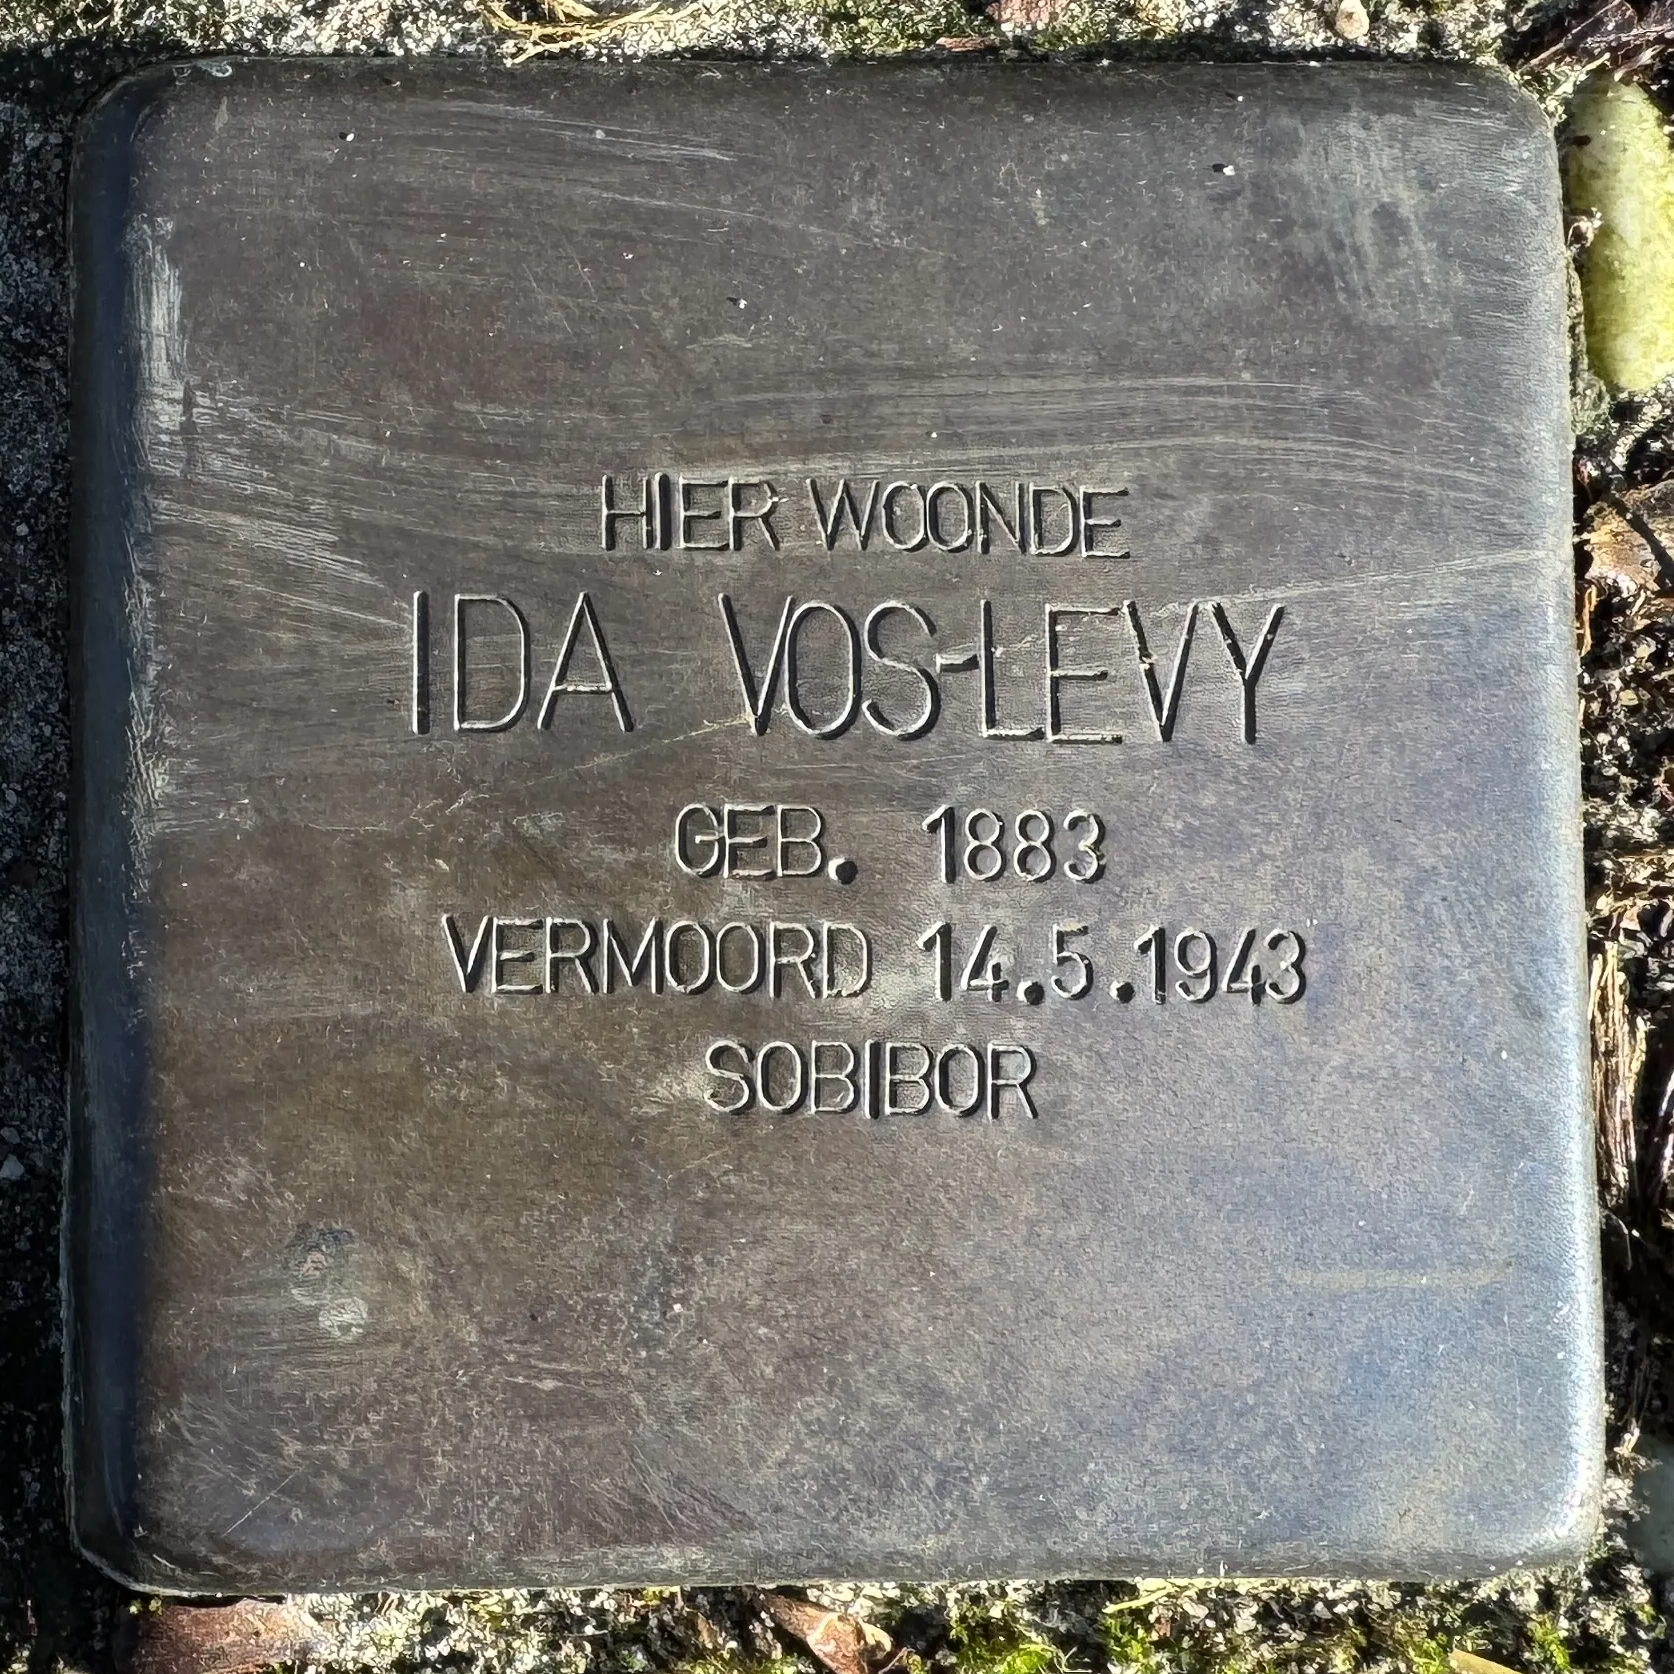 HIER WOONDE
IDA VOS-LEVY
GEB. 1883
VERMOORD 14.5.1943
SOBIBOR